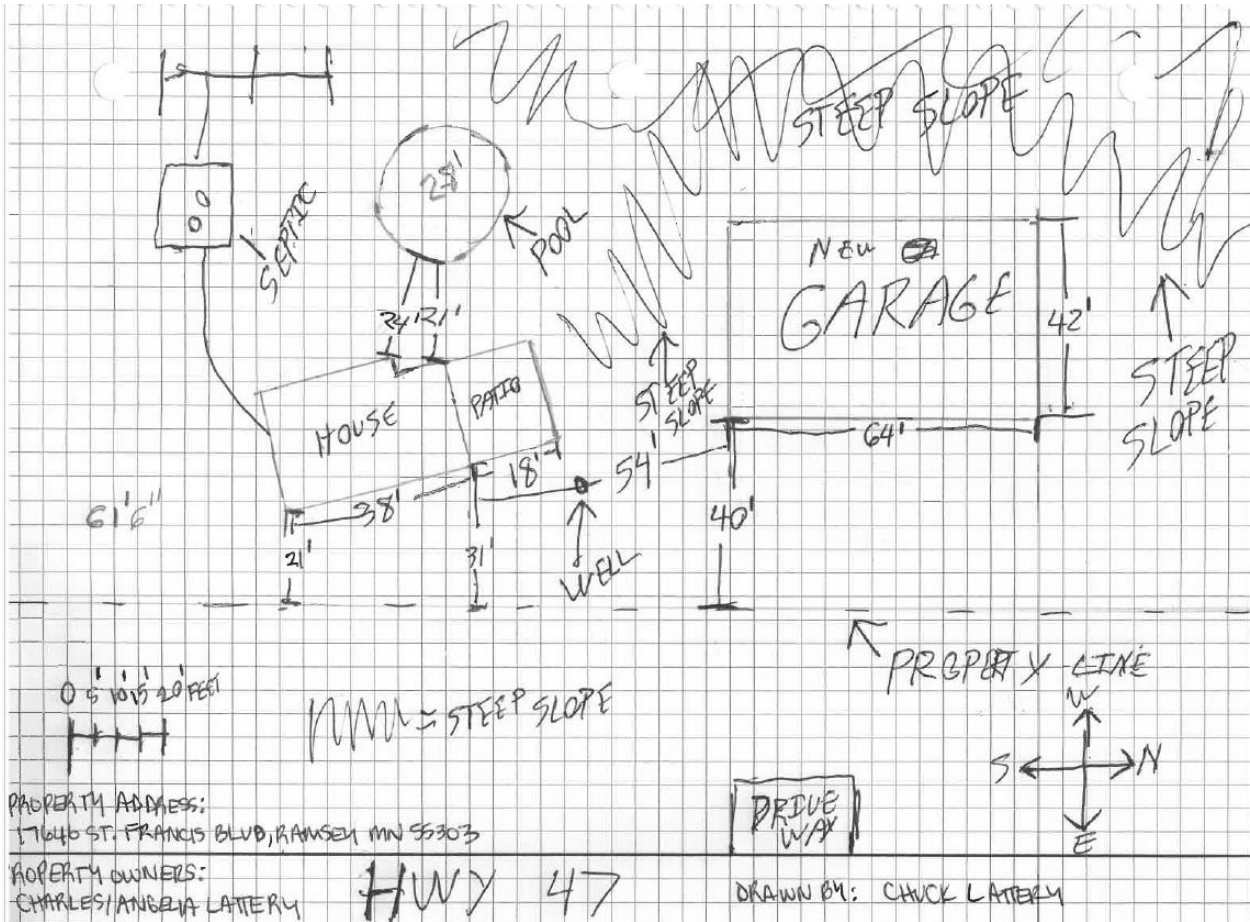 STEEP SLOPE
28'
POOL
SEPTIC
NEW
GARAGE
42'
24' 21'
STEEP
SLOPE
STEEP
SLOPE
HOUSE
PATIO
64'
54'
18'
38'
61'6"
40'
21'
31'
WELL
PROPERTY LINE
0 5' 10' 15' 20' FEET
= STEEP SLOPE
W
S N
E
DRIVE
WAY
PROPERTY ADDRESS:
17646 ST. FRANCIS BLVD, RAMSEY MN 55303
ROPERTY OWNERS:
CHARLES/ANGELIA LATTERY
HWY 47
DRAWN BY: CHUCK LATTERY